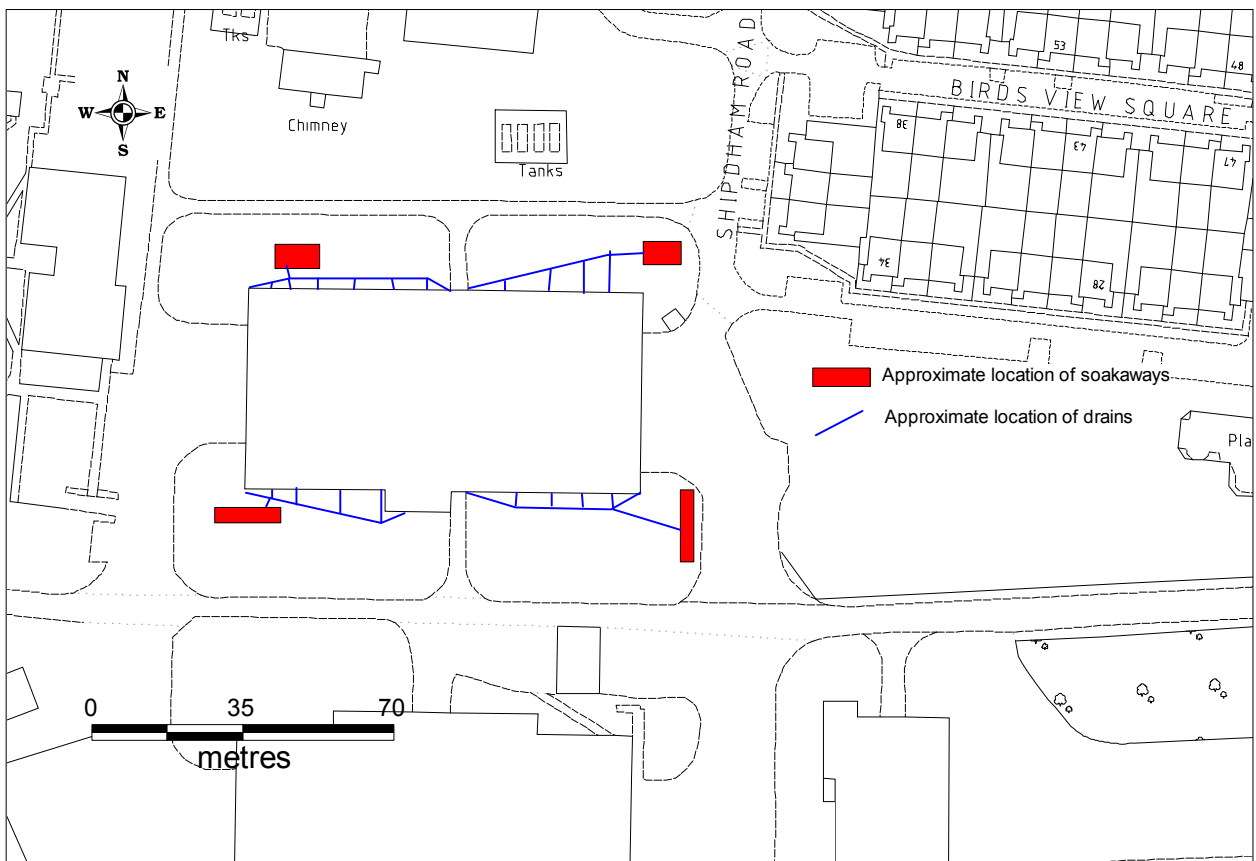 Tks
53
48
N
W E
S
Chimney
Tanks
SHIPDHAM ROAD
BIRDS VIEW SQUARE
38
43
47
34
28
Approximate location of soakaways
Approximate location of drains
Pla
0 35 70
metres